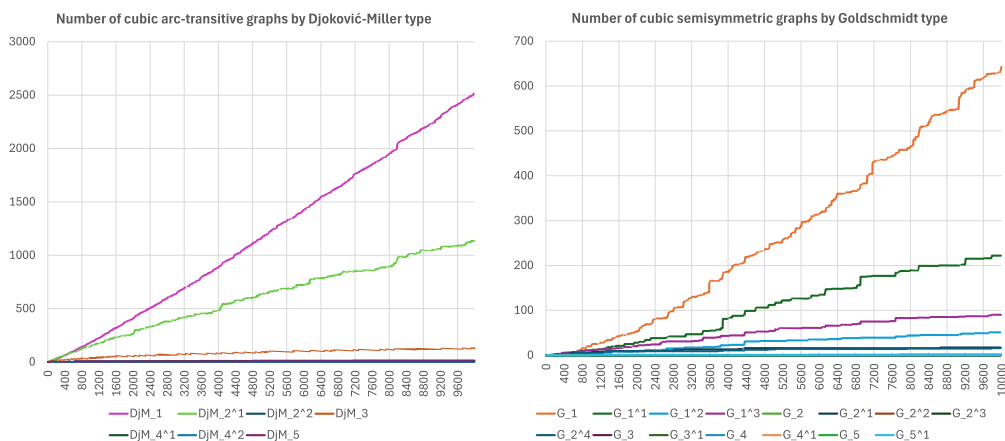 Number of cubic arc-transitive graphs by Djoković-Miller type
3000
2500
2000
1500
1000
500
0
0 400 800 1200 1600 2000 2400 2800 3200 3600 4000 4400 4800 5200 5600 6000 6400 6800 7200 7600 8000 8400 8800 9200 9600
DjM_1 DjM_2^1 DjM_2^2 DjM_3
DjM_4^1 DjM_4^2 DjM_5
Number of cubic semisymmetric graphs by Goldschmidt type
700
600
500
400
300
200
100
0
0 400 800 1200 1600 2000 2400 2800 3200 3600 4000 4400 4800 5200 5600 6000 6400 6800 7200 7600 8000 8400 8800 9200 9600 10000
G_1 G_1^1 G_1^2 G_1^3 G_2 G_2^1 G_2^2 G_2^3
G_2^4 G_3 G_3^1 G_4 G_4^1 G_5 G_5^1